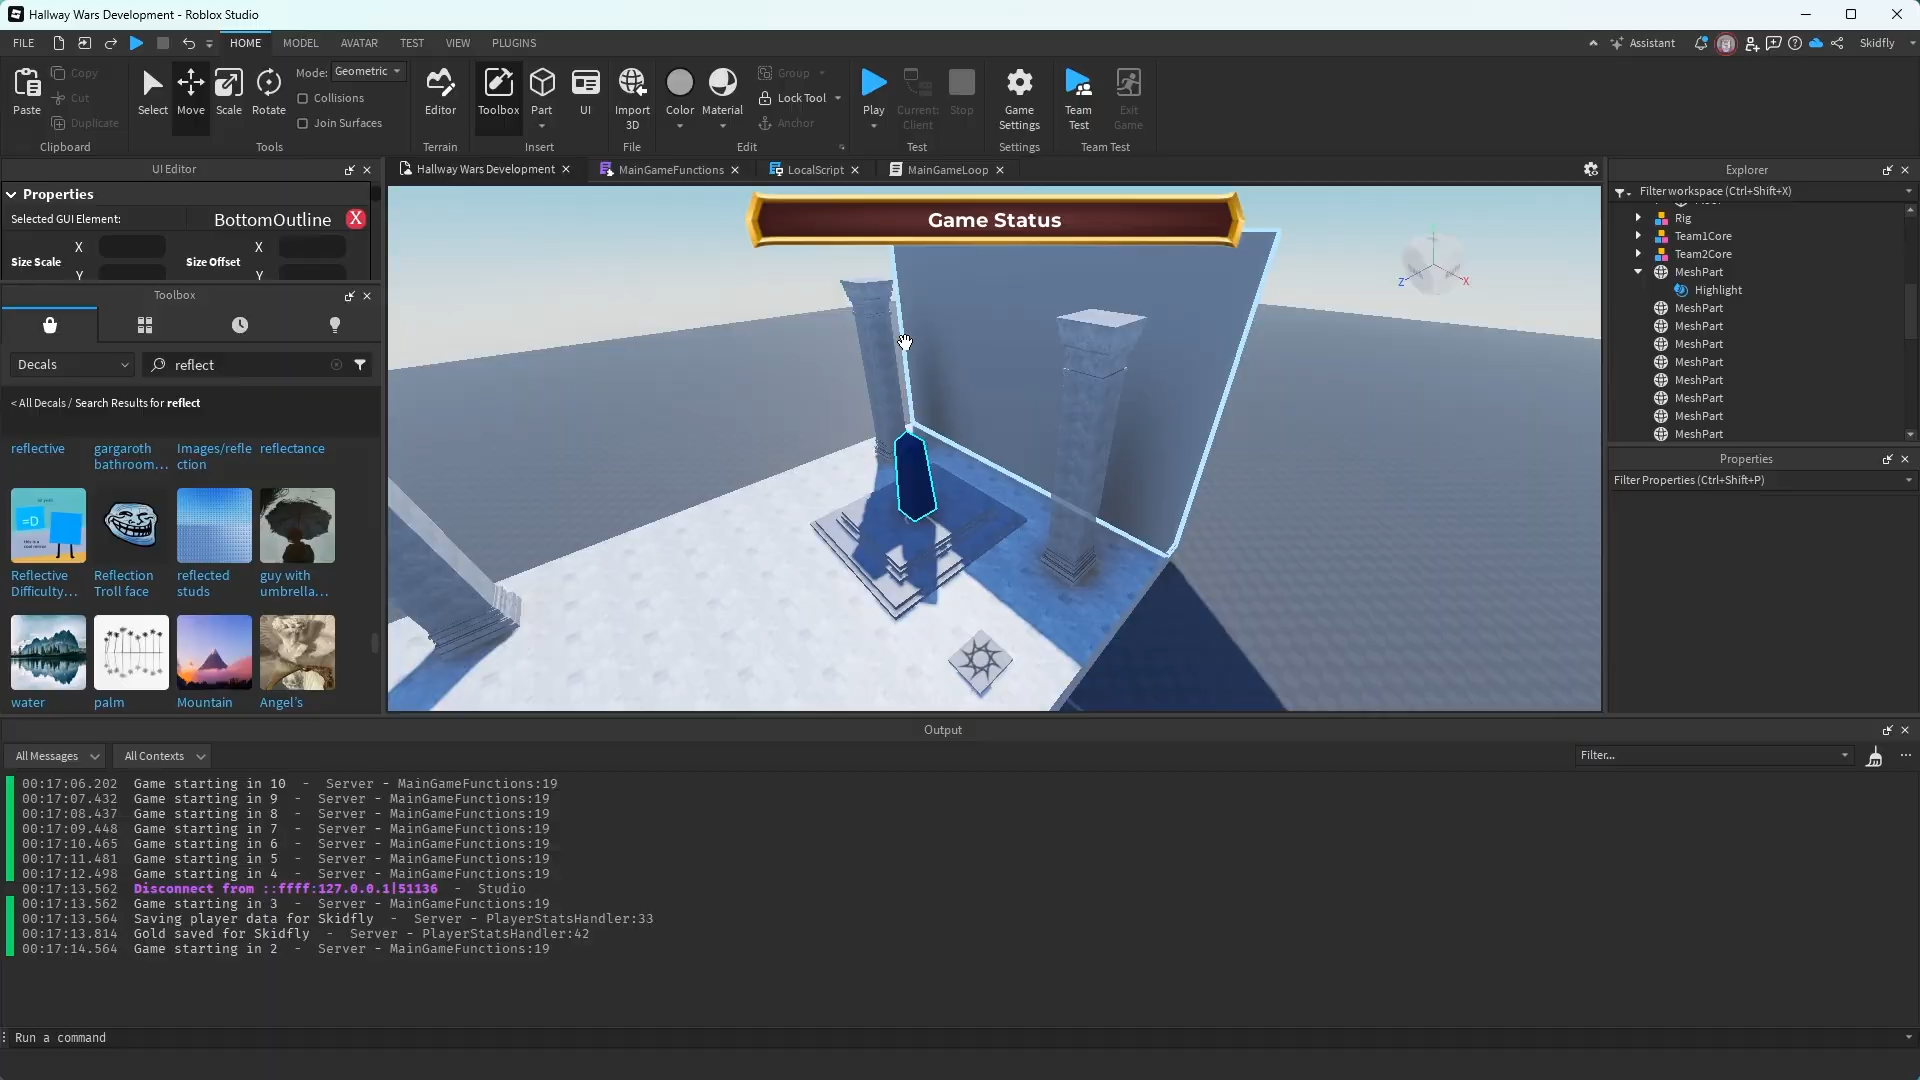 Hallway Wars Development - Roblox Studio
FILE
HOME
MODEL
AVATAR
TEST
VIEW
PLUGINS
Assistant
Skidfly
Paste
Copy
Cut
Duplicate
Clipboard
Select
Move
Scale
Rotate
Mode:
Geometric
Collisions
Join Surfaces
Tools
Editor
Terrain
Toolbox
Part
UI
Insert
Import
3D
File
Color
Material
Group
Lock Tool
Anchor
Edit
Play
Current:
Client
Stop
Test
Game
Settings
Settings
Team
Test
Exit
Game
Team Test
UI Editor
Properties
Selected GUI Element:
BottomOutline
X
X
X
Size Scale
Size Offset
Y
Y
Toolbox
Decals
reflect
< All Decals / Search Results for reflect
reflective
gargaroth
bathroom...
Images/refle
ction
reflectance
Reflective
Difficulty...
Reflection
Troll face
reflected
studs
guy with
umbrella...
water
palm
Mountain
Angel's
Hallway Wars Development
MainGameFunctions
LocalScript
MainGameLoop
Game Status
Z
X
Explorer
Filter workspace (Ctrl+Shift+X)
Rig
Team1Core
Team2Core
MeshPart
Highlight
MeshPart
MeshPart
MeshPart
MeshPart
MeshPart
MeshPart
MeshPart
MeshPart
Properties
Filter Properties (Ctrl+Shift+P)
Output
All Messages
All Contexts
Filter...
00:17:06.202 Game starting in 10 - Server - MainGameFunctions:19
00:17:07.432 Game starting in 9 - Server - MainGameFunctions:19
00:17:08.437 Game starting in 8 - Server - MainGameFunctions:19
00:17:09.448 Game starting in 7 - Server - MainGameFunctions:19
00:17:10.465 Game starting in 6 - Server - MainGameFunctions:19
00:17:11.481 Game starting in 5 - Server - MainGameFunctions:19
00:17:12.498 Game starting in 4 - Server - MainGameFunctions:19
00:17:13.562 Disconnect from ::ffff:127.0.0.1|51136 - Studio
00:17:13.562 Game starting in 3 - Server - MainGameFunctions:19
00:17:13.564 Saving player data for Skidfly - Server - PlayerStatsHandler:33
00:17:13.814 Gold saved for Skidfly - Server - PlayerStatsHandler:42
00:17:14.564 Game starting in 2 - Server - MainGameFunctions:19
Run a command